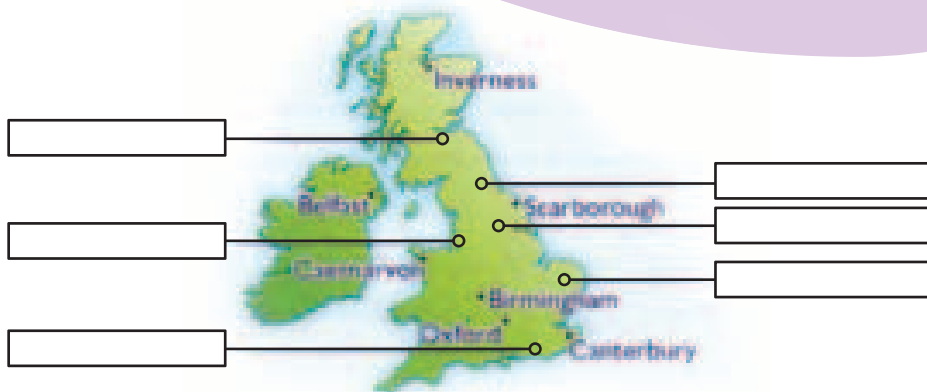 Inverness
Belfast
Scarborough
Caernarvon
Birmingham
Oxford
Canterbury